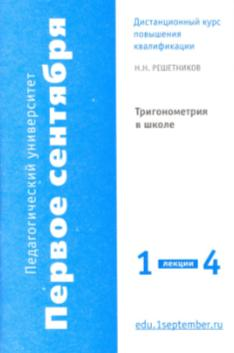 Педагогический университет
Первое сентября
Дистанционный курс
повышения
квалификации
Н.Н. РЕШЕТНИКОВ
Тригонометрия
в школе
1 лекции 4
edu.1september.ru